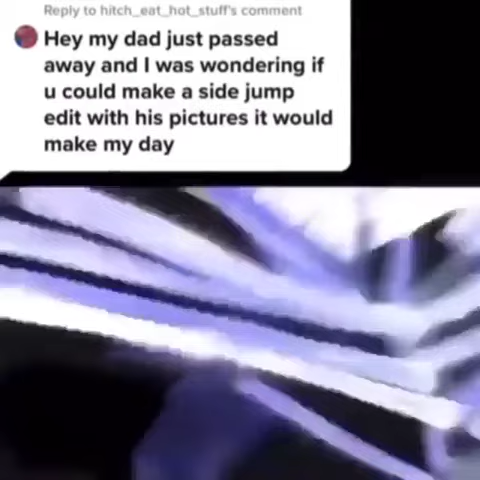 Reply to hitch_eat_hot_stuff's comment
Hey my dad just passed
away and I was wondering if
u could make a side jump
edit with his pictures it would
make my day